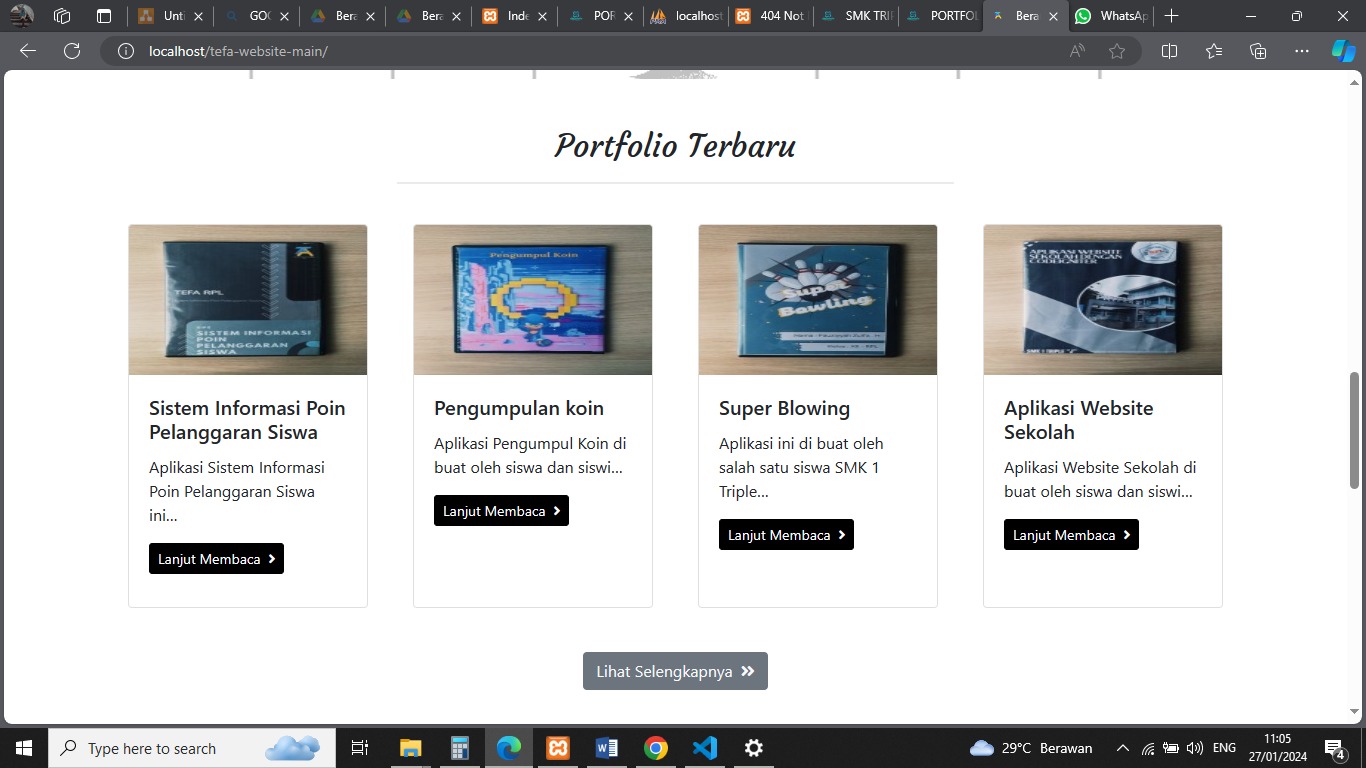 Unti
GOO
Bera
Bera
Inde
POR
localhost
404 Not
SMK TRIP
PORTFOL
Bera
WhatsAp
localhost/tefa-website-main/
Portfolio Terbaru
TEFA RPL
SISTEM INFORMASI
POIN
PELANGGARAN
SISWA
Pengumpul Koin
Super
Bowling
APLIKASI WEBSITE
SEKOLAH DENGAN
CODEIGNITER
SMK 1 TRIPLE "J"
Sistem Informasi Poin
Pelanggaran Siswa
Aplikasi Sistem Informasi
Poin Pelanggaran Siswa
ini...
Lanjut Membaca
Pengumpulan koin
Aplikasi Pengumpul Koin di
buat oleh siswa dan siswi...
Lanjut Membaca
Super Blowing
Aplikasi ini di buat oleh
salah satu siswa SMK 1
Triple...
Lanjut Membaca
Aplikasi Website
Sekolah
Aplikasi Website Sekolah di
buat oleh siswa dan siswi...
Lanjut Membaca
Lihat Selengkapnya
Type here to search
29°C Berawan
ENG
11:05
27/01/2024
4